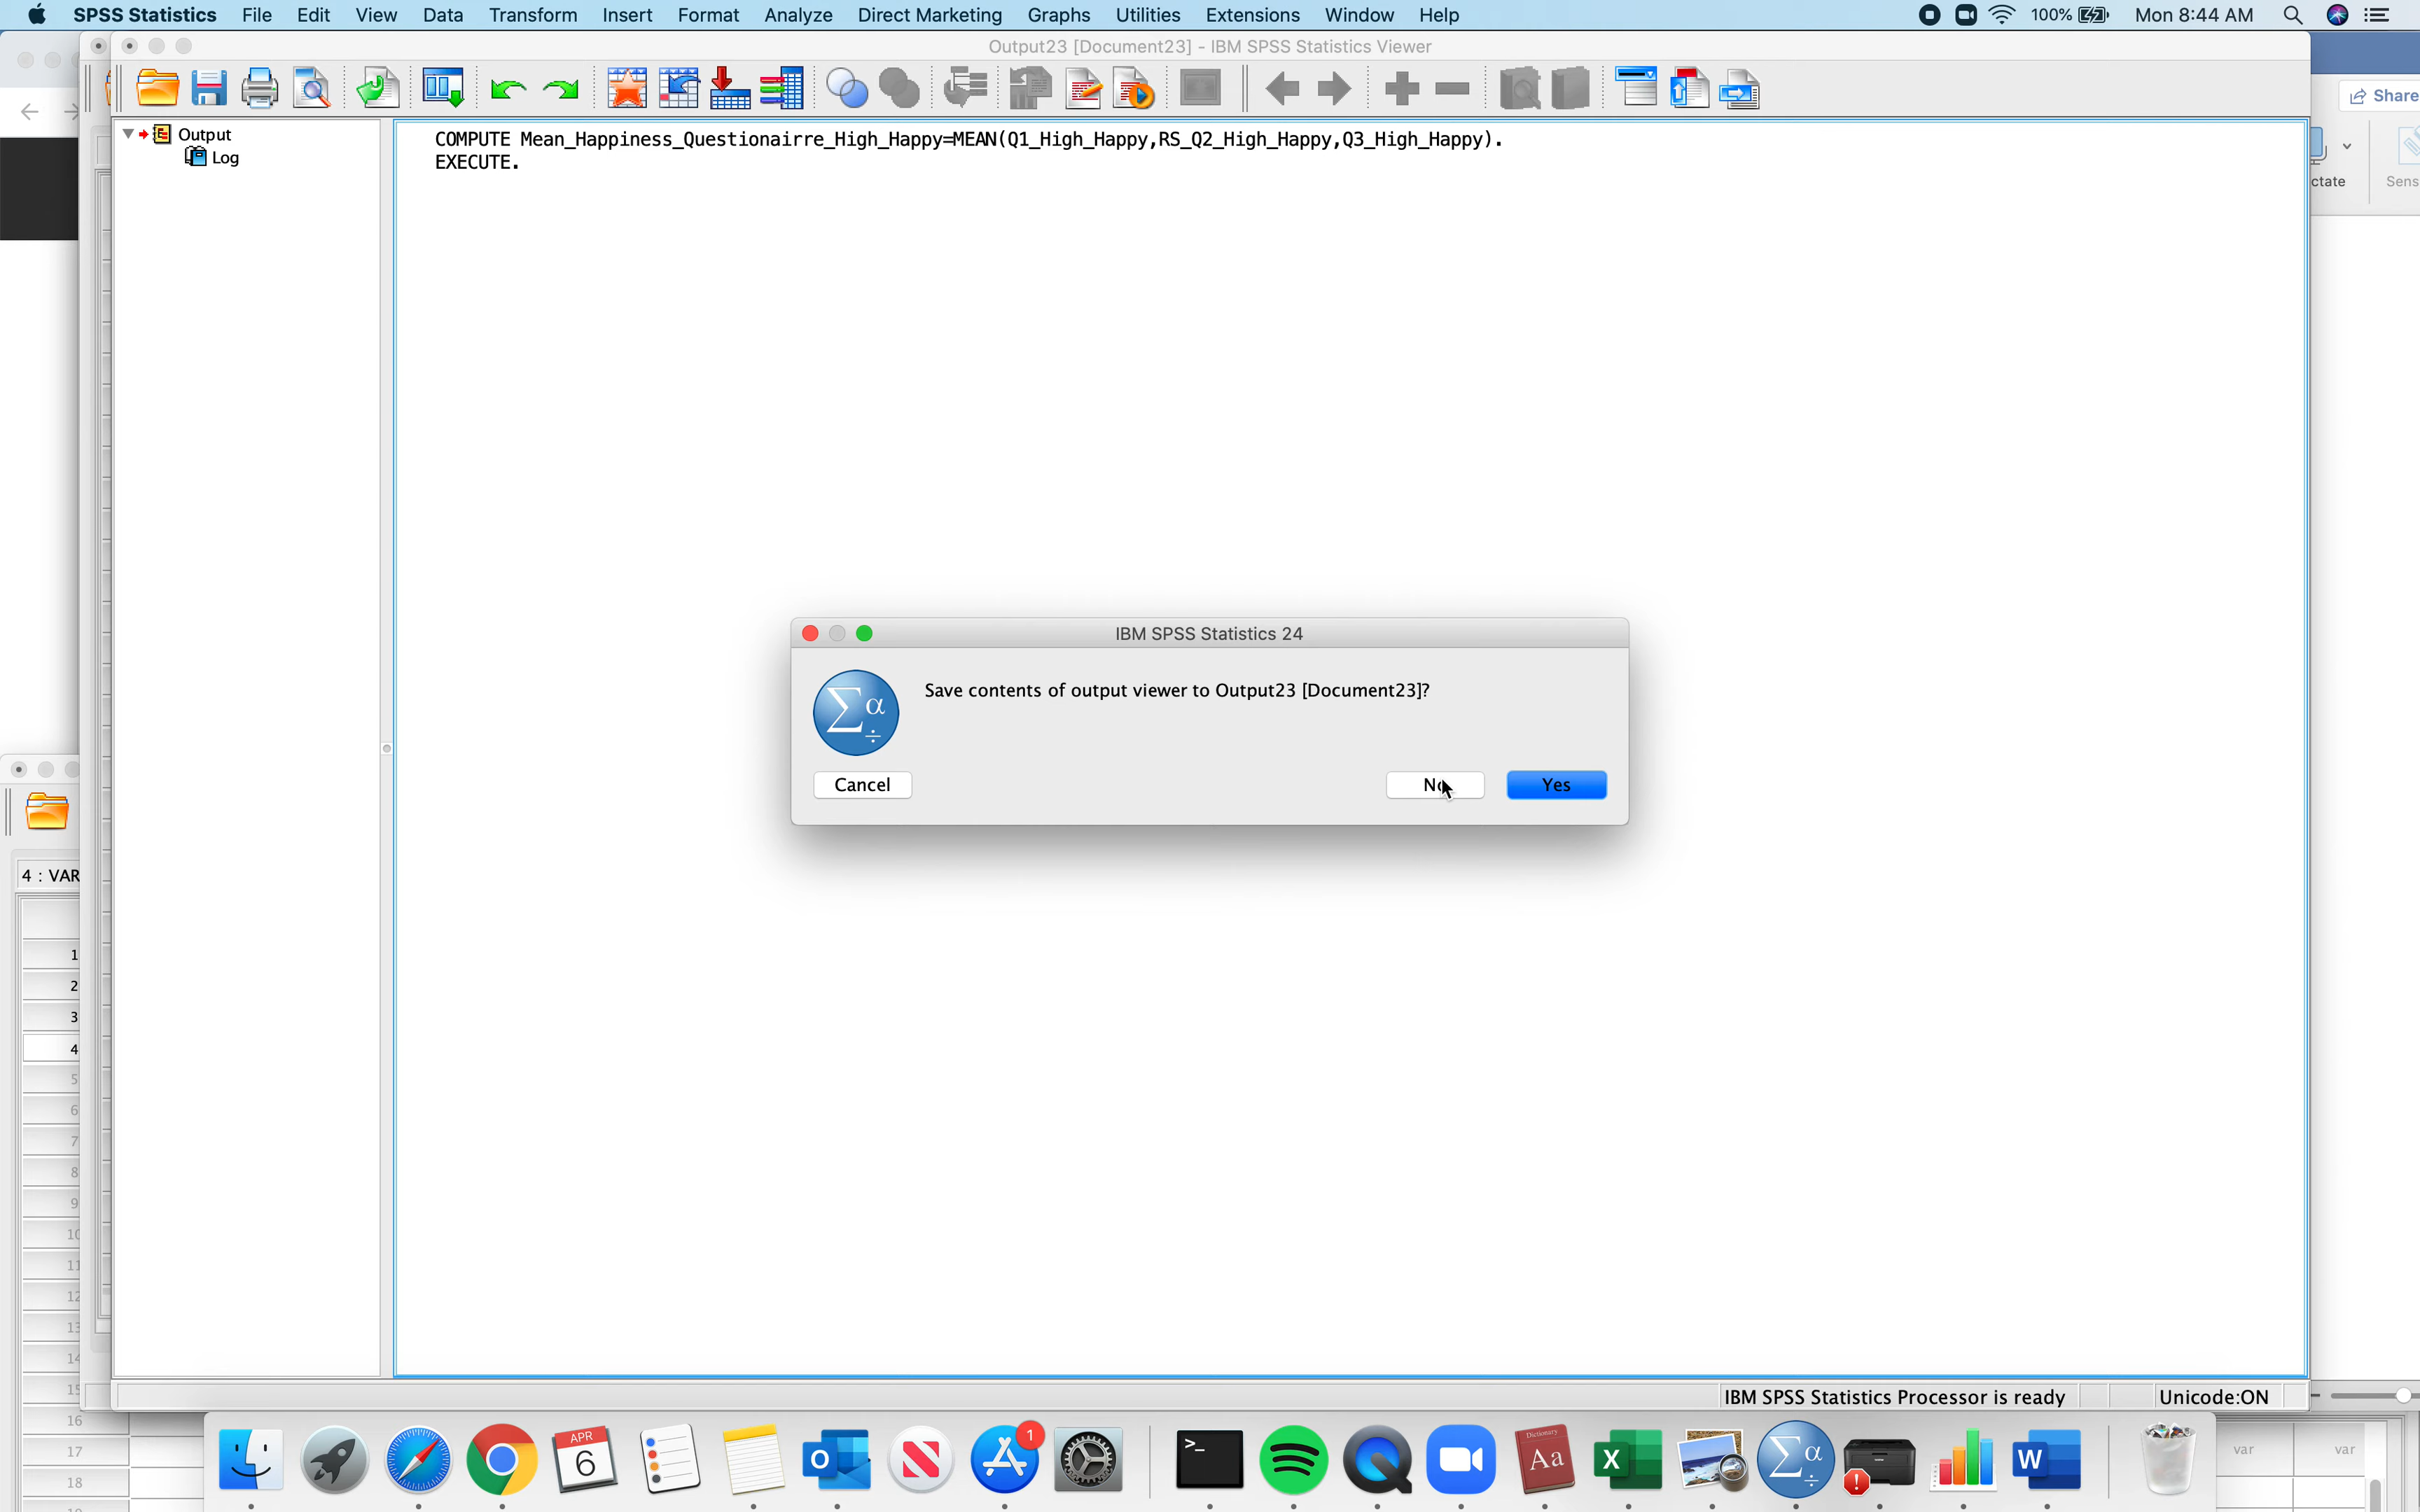 SPSS Statistics File Edit View Data Transform Insert Format Analyze Direct Marketing Graphs Utilities Extensions Window Help 100% Mon 8:44 AM
Output23 [Document23] - IBM SPSS Statistics Viewer
Share
Output
Log
COMPUTE Mean_Happiness_Questionairre_High_Happy=MEAN(Q1_High_Happy,RS_Q2_High_Happy,Q3_High_Happy).
EXECUTE.
ctate
Sens
IBM SPSS Statistics 24
Save contents of output viewer to Output23 [Document23]?
Cancel No Yes
4 : VAR
1
2
3
4
5
6
7
8
9
10
11
12
13
14
15
16
17
18
IBM SPSS Statistics Processor is ready Unicode:ON
var var
APR
6
1
>_
Dictionary
Aa
O
X
W
Σα÷